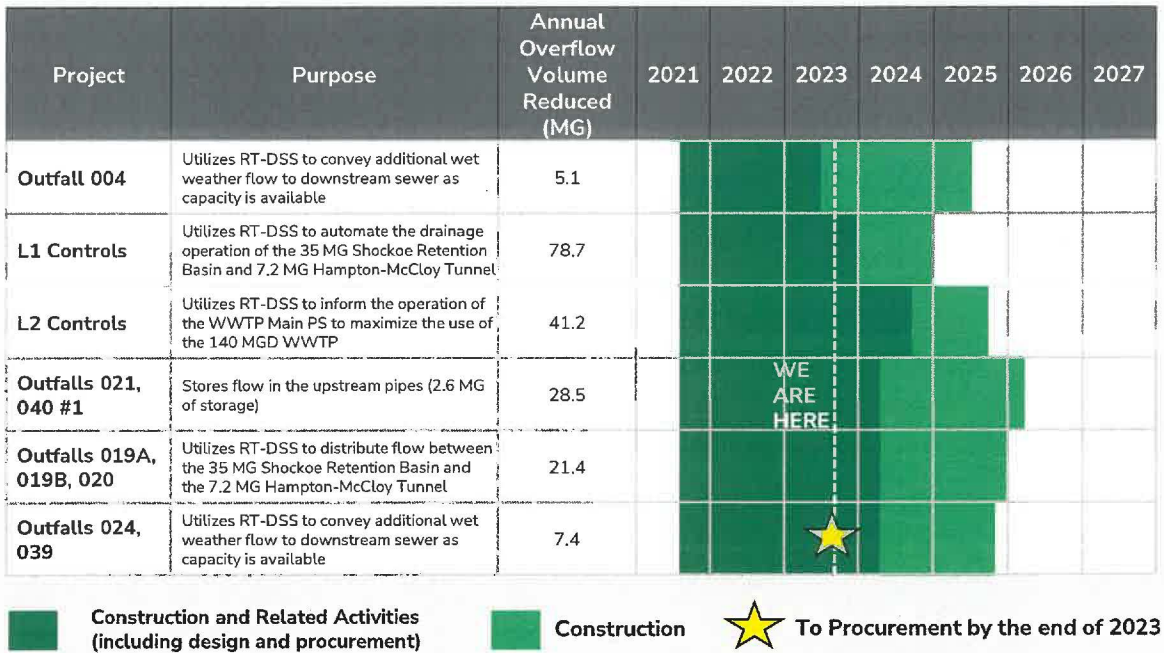 Project
Purpose
Annual
Overflow
Volume
Reduced
(MG)
2021 2022 2023 2024 2025 2026 2027
Outfall 004
Utilizes RT-DSS to convey additional wet
weather flow to downstream sewer as
capacity is available
5.1
L1 Controls
Utilizes RT-DSS to automate the drainage
operation of the 35 MG Shockoe Retention
Basin and 7.2 MG Hampton-McCloy Tunnel
78.7
L2 Controls
Utilizes RT-DSS to inform the operation of
the WWTP Main PS to maximize the use of
the 140 MGD WWTP
41.2
Outfalls 021,
040 #1
Stores flow in the upstream pipes (2.6 MG
of storage)
28.5
WE
ARE
HERE
Outfalls 019A,
019B, 020
Utilizes RT-DSS to distribute flow between
the 35 MG Shockoe Retention Basin and
the 7.2 MG Hampton-McCloy Tunnel
21.4
Outfalls 024,
039
Utilizes RT-DSS to convey additional wet
weather flow to downstream sewer as
capacity is available
7.4
Construction and Related Activities
(including design and procurement)
Construction
To Procurement by the end of 2023